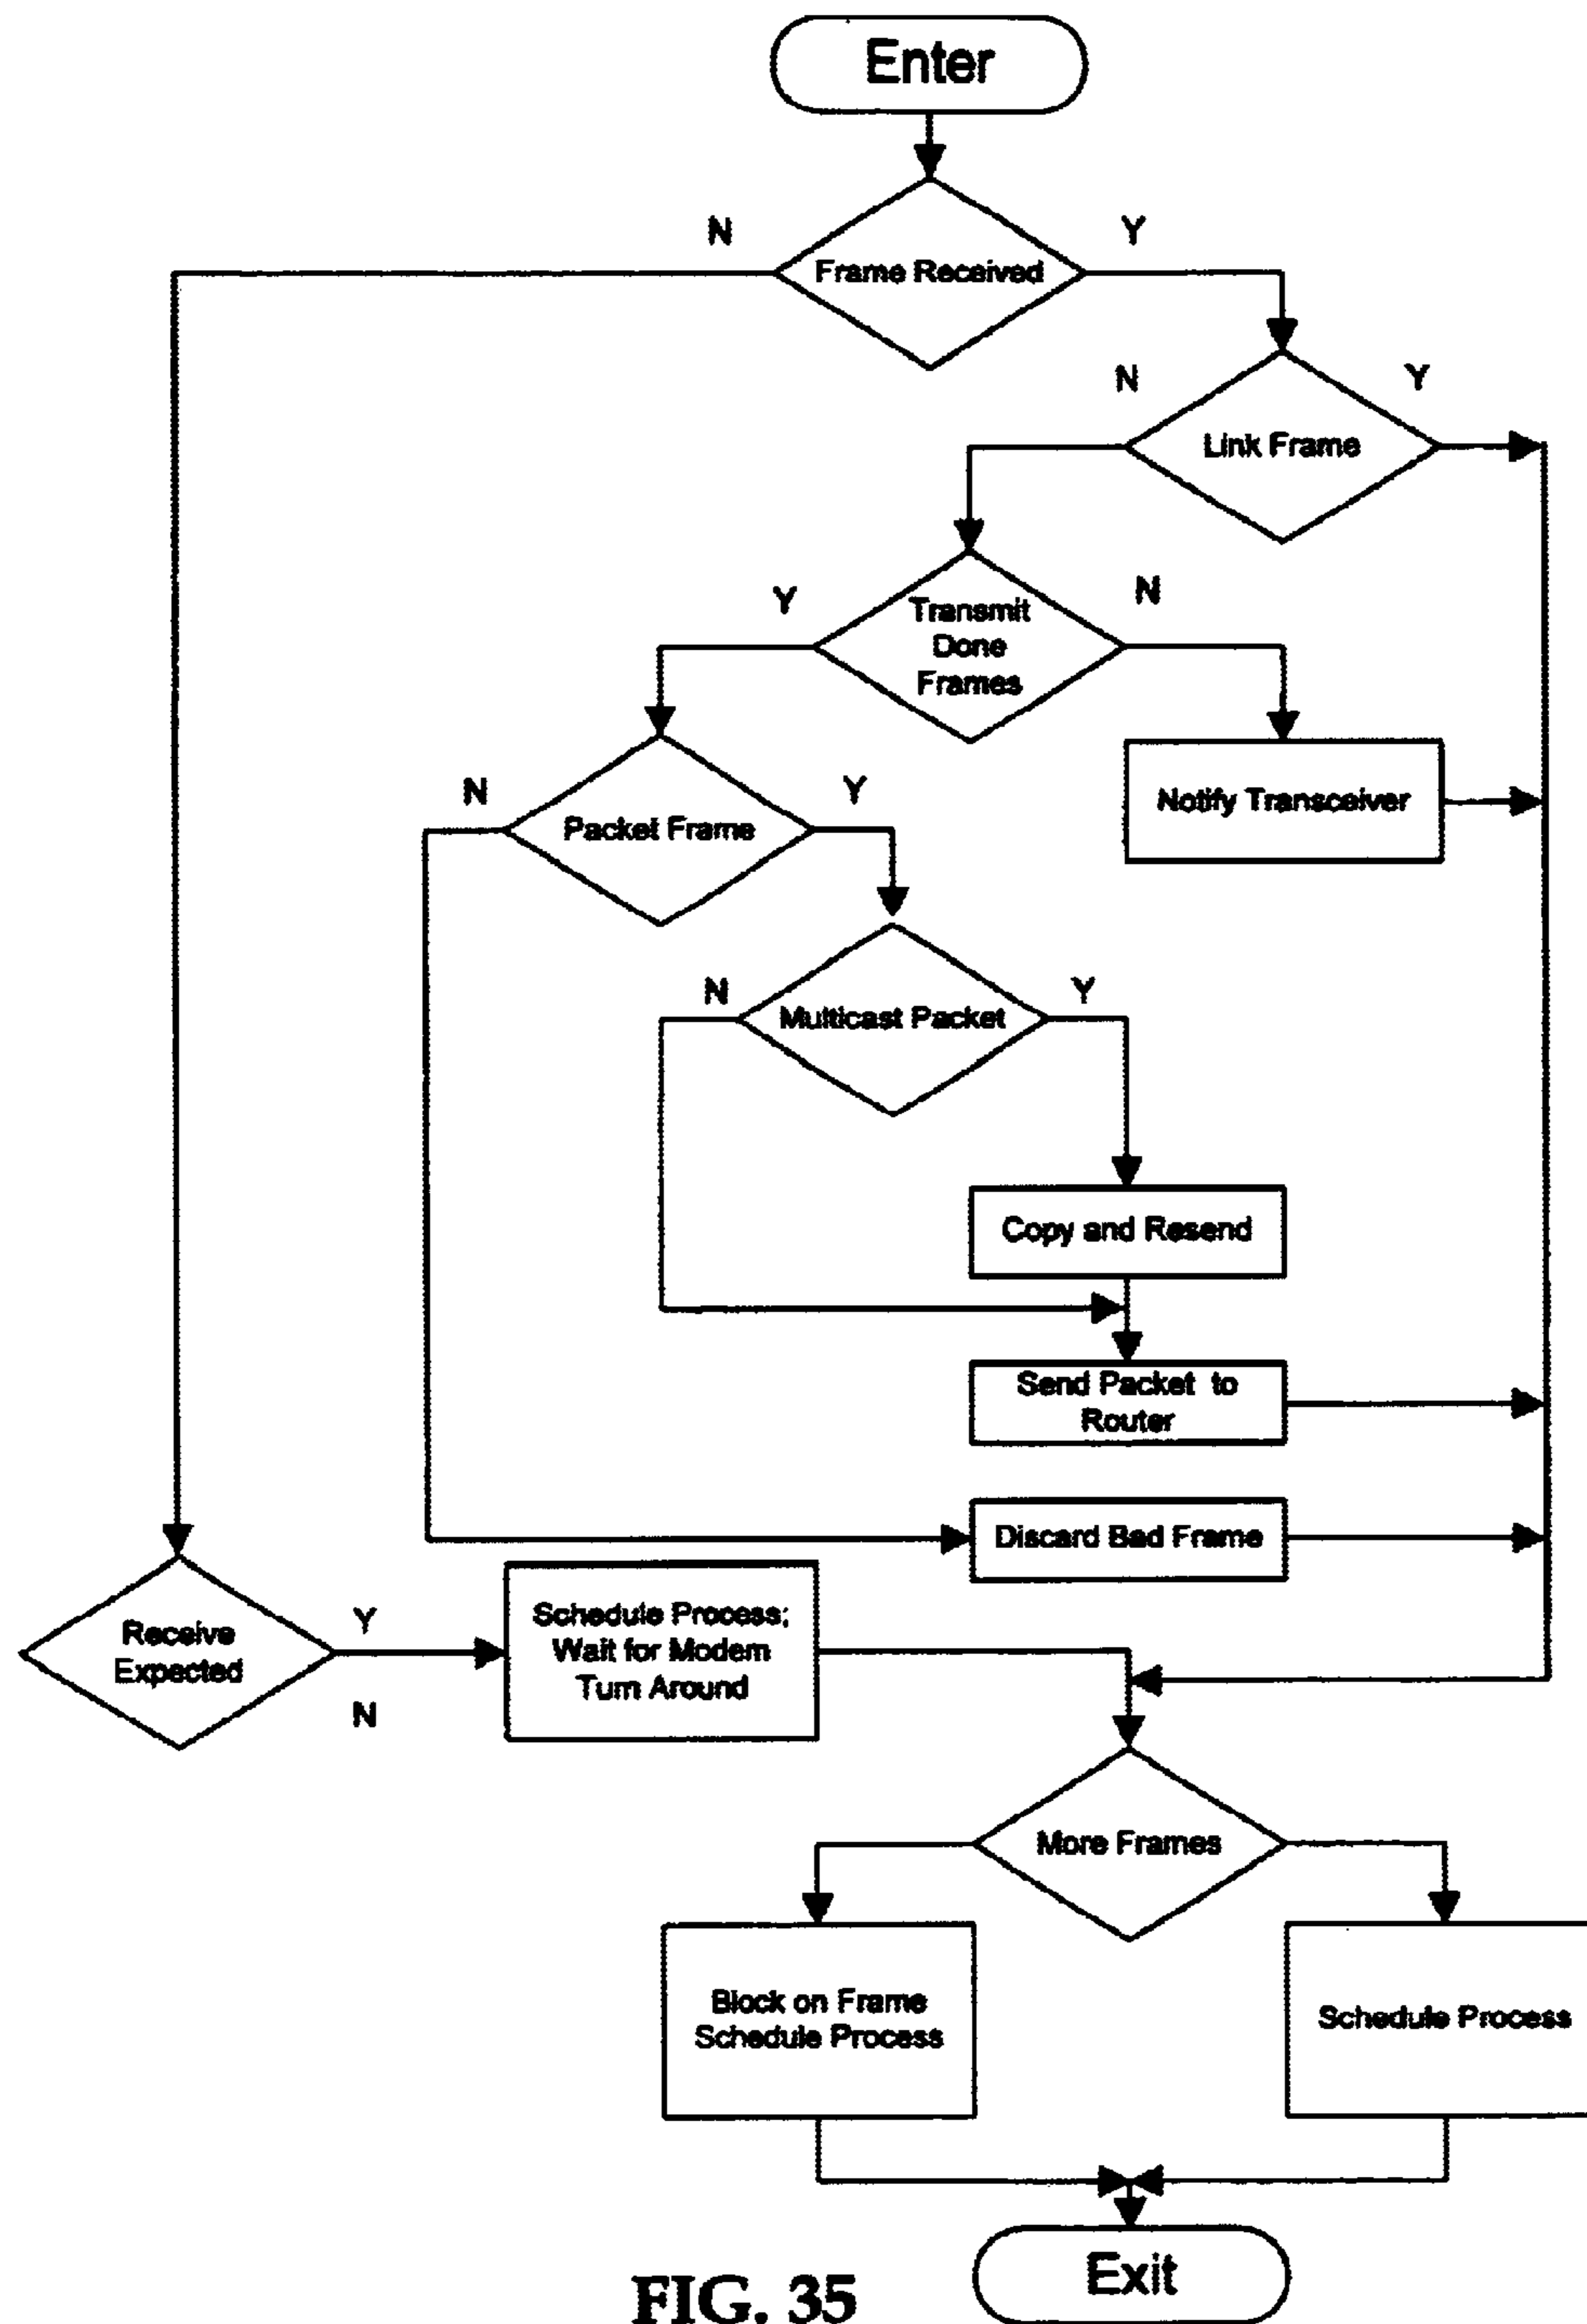 Enter
N
Y
Frame Received
N
Y
Link Frame
Y
N
Transmit
Done
Frames
N
Y
Packet Frame
Notify Transceiver
N
Y
Multicast Packet
Copy and Resend
Send Packet to
Router
Discard Bad Frame
Receive
Expected
Y
N
Schedule Process;
Wait for Modem
Turn Around
More Frames
Block on Frame
Schedule Process
Schedule Process
Exit
FIG. 35